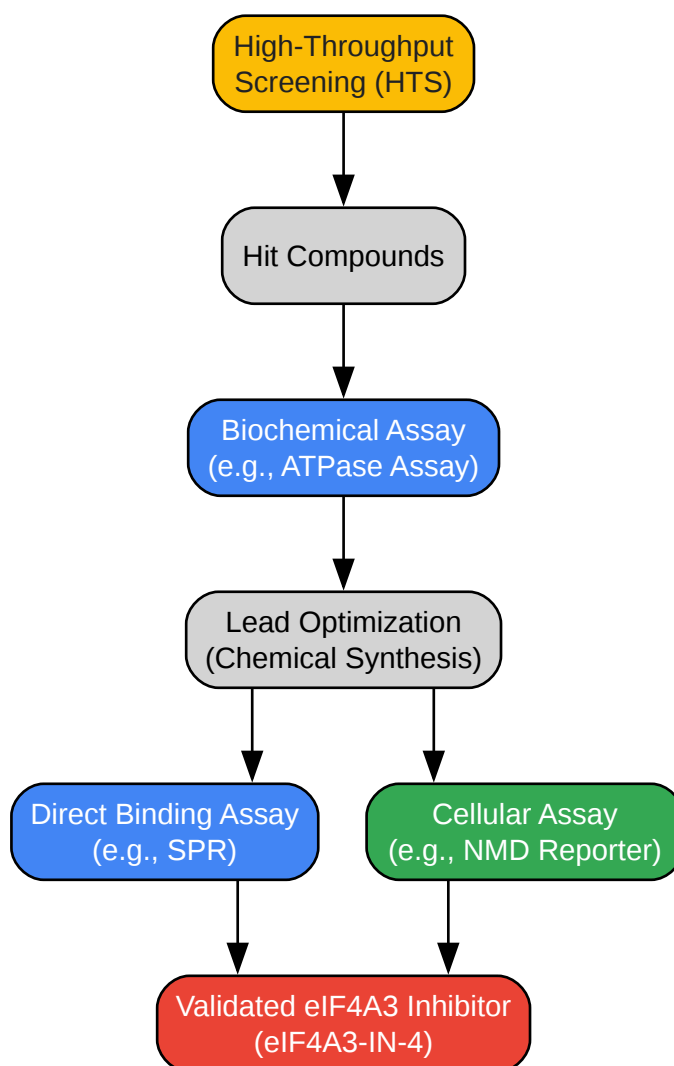 High-Throughput
Screening (HTS)
Hit Compounds
Biochemical Assay
(e.g., ATPase Assay)
Lead Optimization
(Chemical Synthesis)
Direct Binding Assay
(e.g., SPR)
Cellular Assay
(e.g., NMD Reporter)
Validated eIF4A3 Inhibitor
(eIF4A3-IN-4)